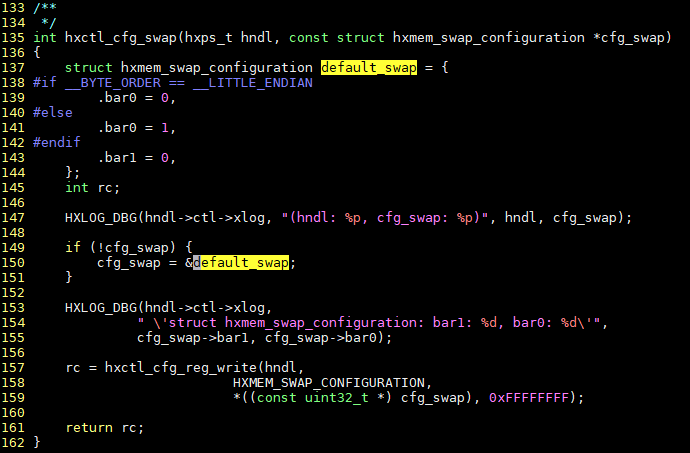 133 /**
134  */
135 int hxctl_cfg_swap(hxps_t hndl, const struct hxmem_swap_configuration *cfg_swap)
136 {
137     struct hxmem_swap_configuration default_swap = {
138 #if __BYTE_ORDER == __LITTLE_ENDIAN
139         .bar0 = 0,
140 #else
141         .bar0 = 1,
142 #endif
143         .bar1 = 0,
144     };
145     int rc;
146
147     HXLOG_DBG(hndl->ctl->xlog, "(hndl: %p, cfg_swap: %p)", hndl, cfg_swap);
148
149     if (!cfg_swap) {
150         cfg_swap = &default_swap;
151     }
152
153     HXLOG_DBG(hndl->ctl->xlog,
154              " \'struct hxmem_swap_configuration: bar1: %d, bar0: %d\'",
155              cfg_swap->bar1, cfg_swap->bar0);
156
157     rc = hxctl_cfg_reg_write(hndl,
158                          HXMEM_SWAP_CONFIGURATION,
159                          *((const uint32_t *) cfg_swap), 0xFFFFFFFF);
160
161     return rc;
162 }